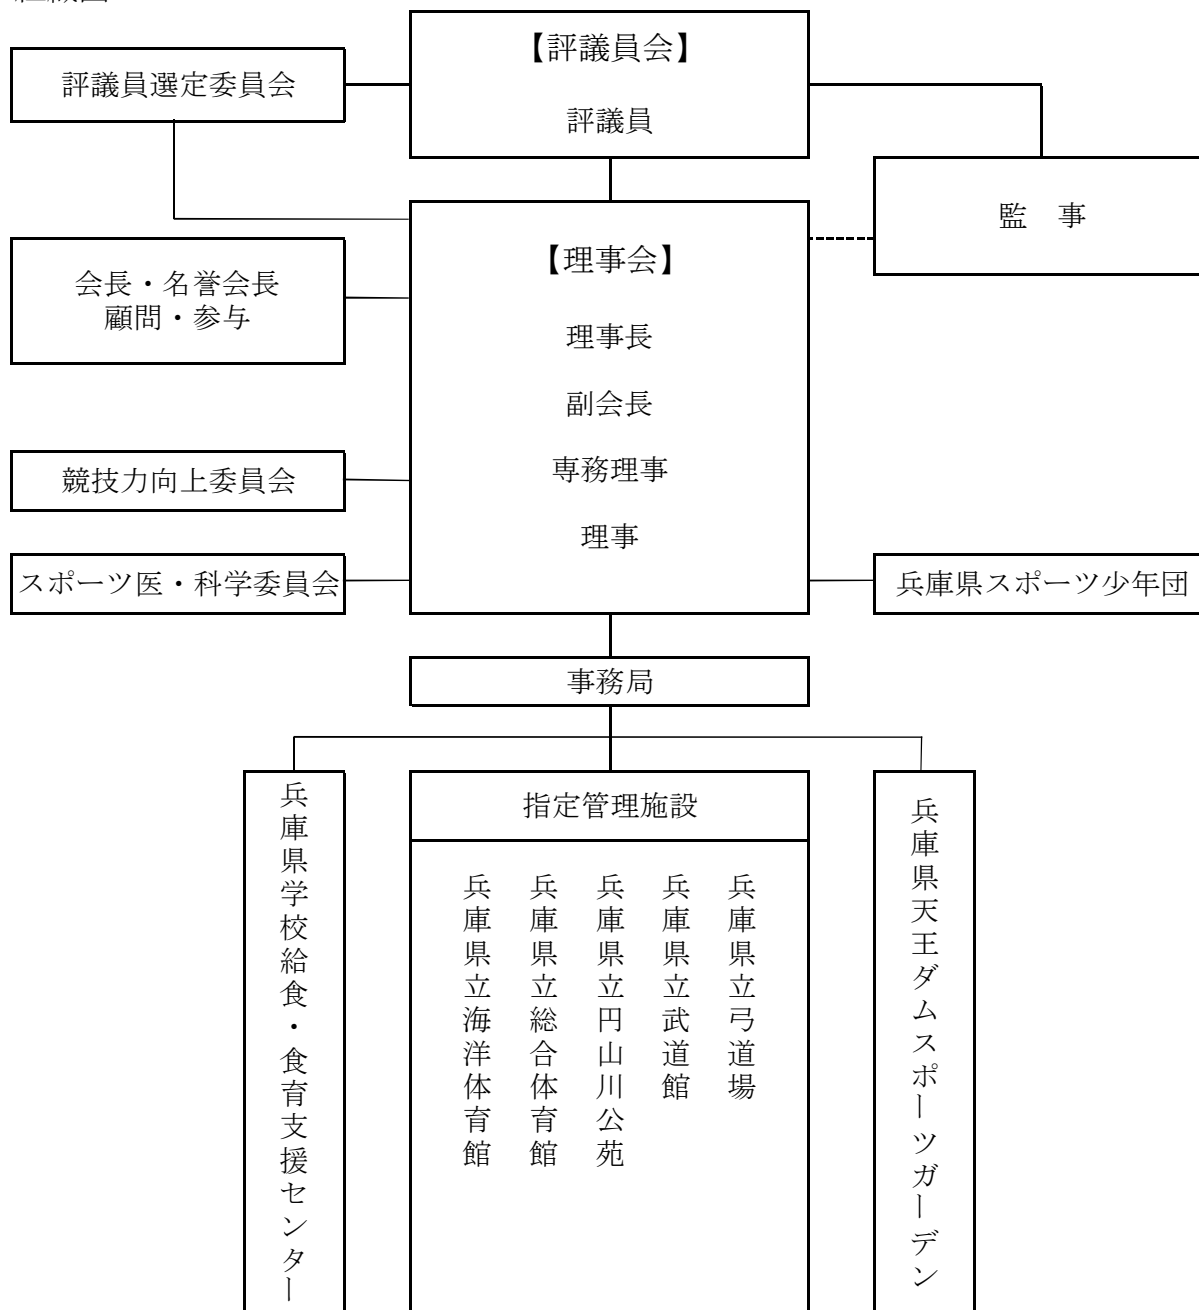 【評議員会】
評議員選定委員会
評議員
監　事
【理事会】
会長・名誉会長
顧問・参与
理事長
副会長
専務理事
競技力向上委員会
理事
スポーツ医・科学委員会
兵庫県スポーツ少年団
事務局
兵庫県学校給食・食育支援センター
指定管理施設
兵庫県立海洋体育館
兵庫県立総合体育館
兵庫県立円山川公苑
兵庫県立武道館
兵庫県立弓道場
兵庫県天王ダムスポーツガーデン